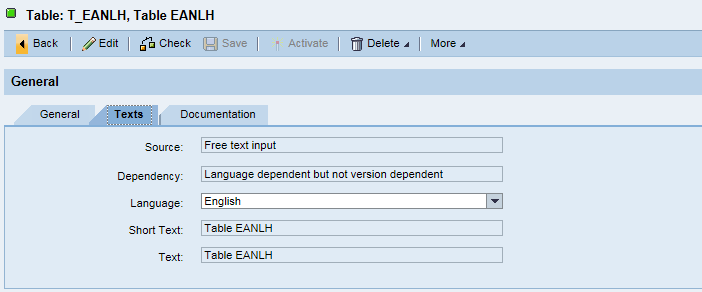 Table: T_EANLH, Table EANLH
Back Edit Check Save Activate Delete More
General
General Texts Documentation
Source: Free text input
Dependency: Language dependent but not version dependent
Language: English
Short Text: Table EANLH
Text: Table EANLH